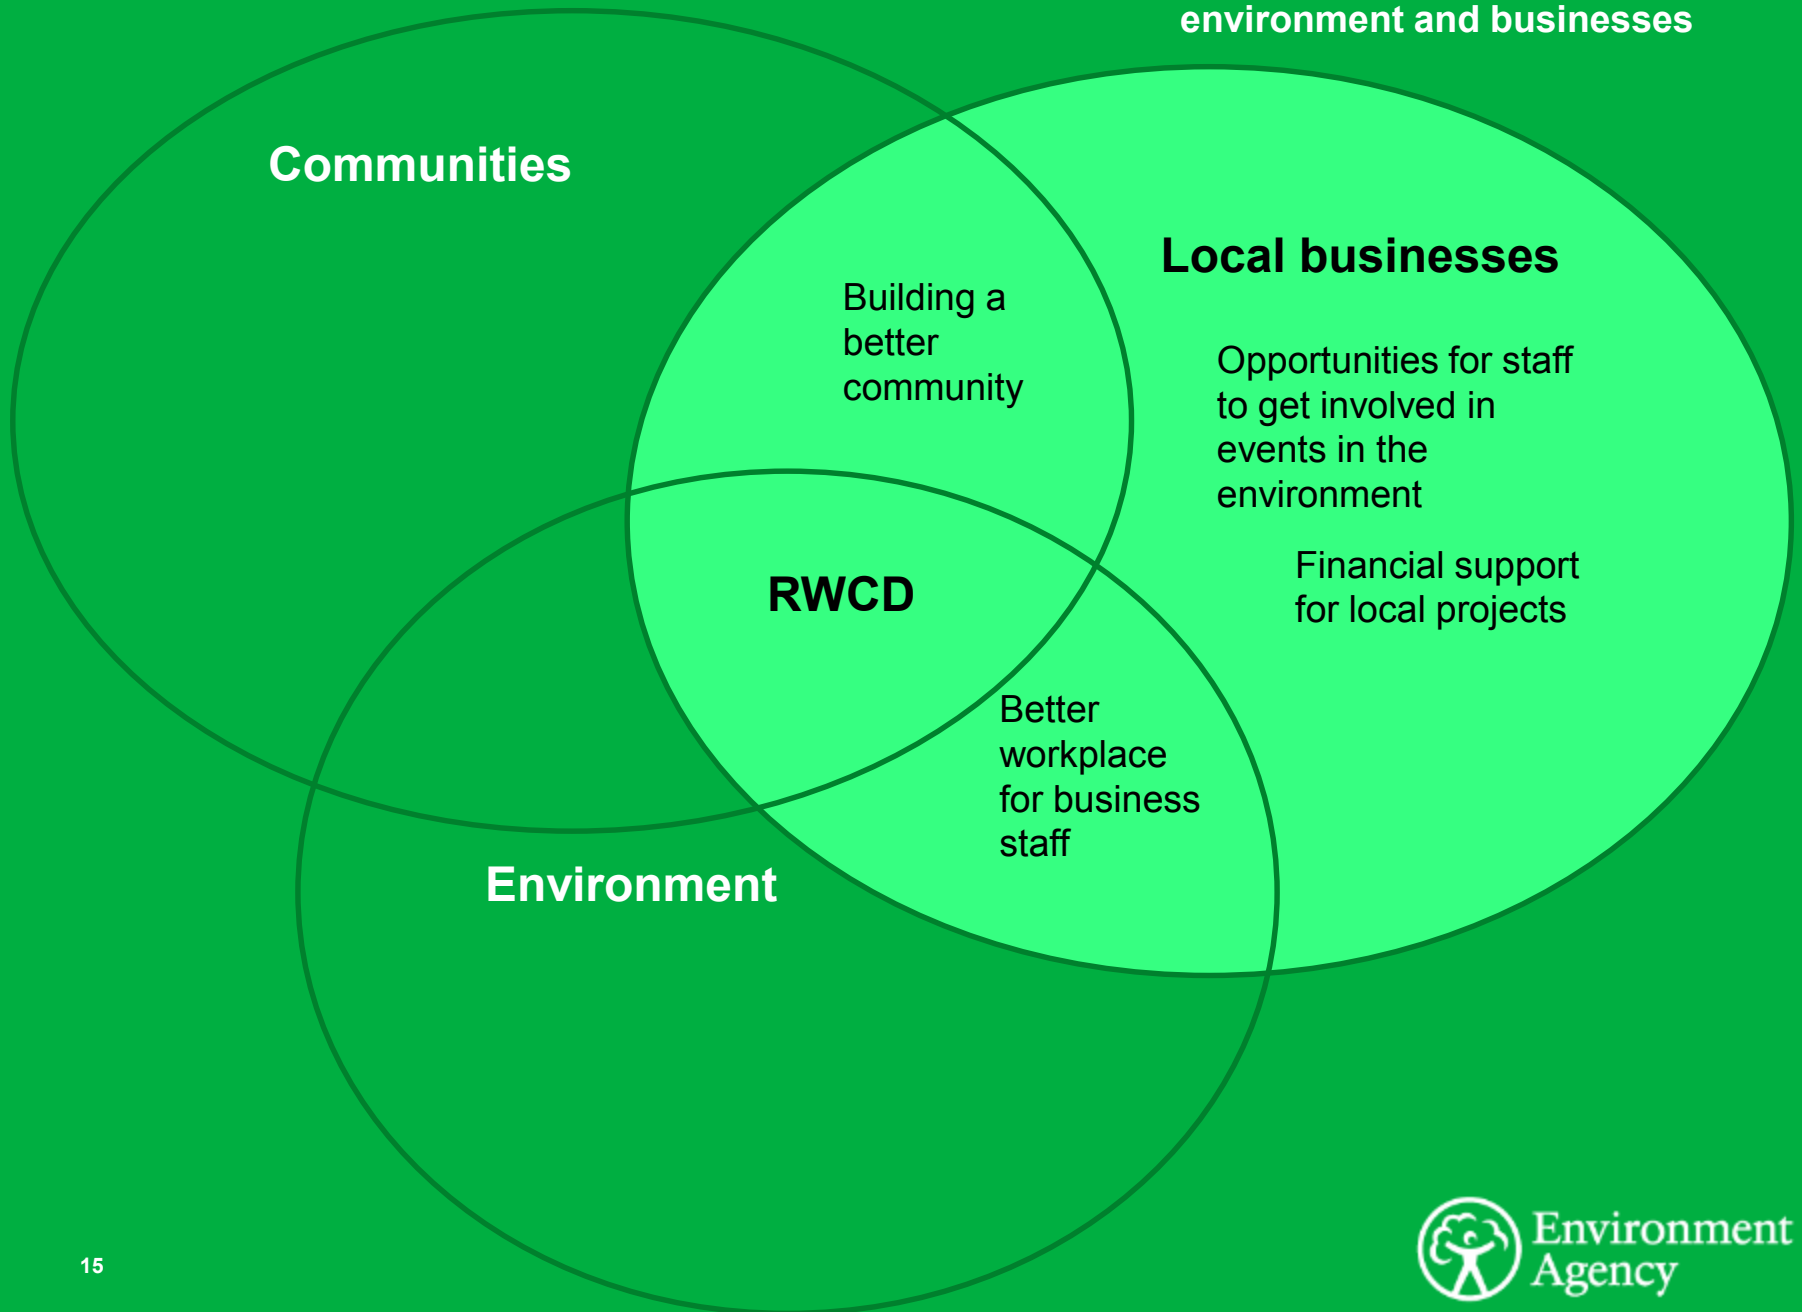 environment and businesses
Communities
Local businesses
Building a
better
community
Opportunities for staff
to get involved in
events in the
environment
Financial support
for local projects
RWCD
Better
workplace
for business
staff
Environment
15
Environment
Agency